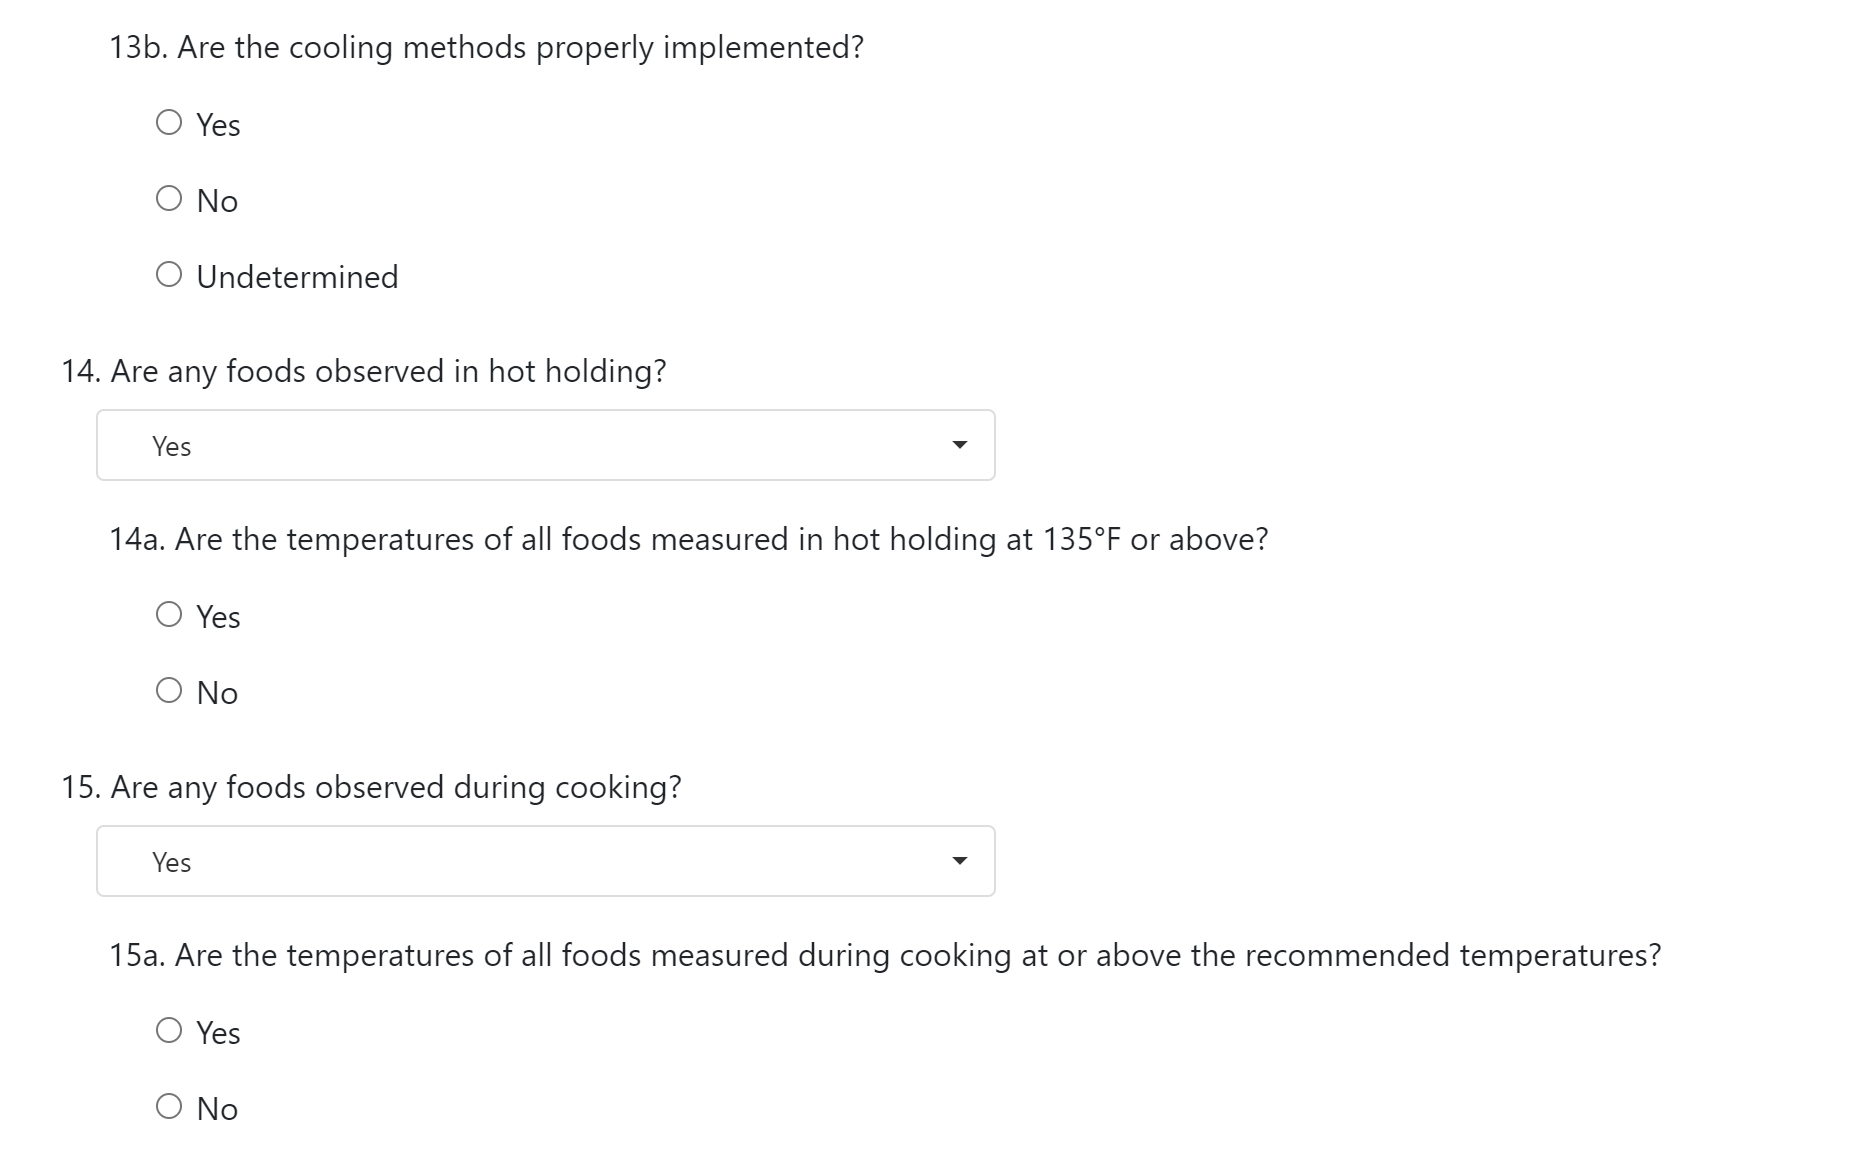 13b. Are the cooling methods properly implemented?
Yes
No
Undetermined
14. Are any foods observed in hot holding?
Yes
14a. Are the temperatures of all foods measured in hot holding at 135°F or above?
Yes
No
15. Are any foods observed during cooking?
Yes
15a. Are the temperatures of all foods measured during cooking at or above the recommended temperatures?
Yes
No